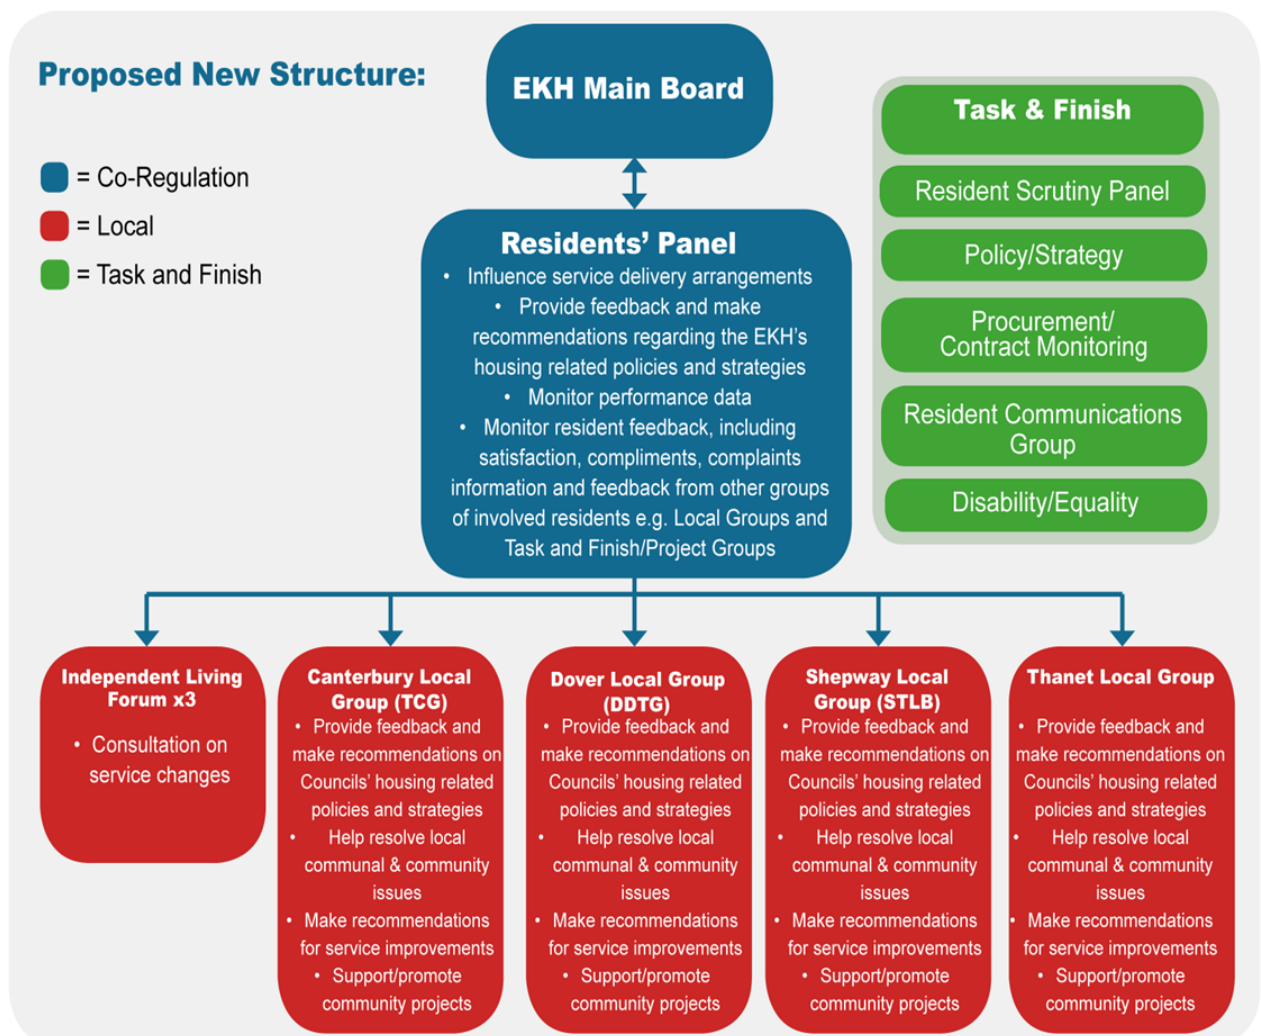 Proposed New Structure:
= Co-Regulation
= Local
= Task and Finish
EKH Main Board
Task & Finish
Resident Scrutiny Panel
Policy/Strategy
Procurement/
Contract Monitoring
Resident Communications
Group
Disability/Equality
Residents' Panel
• Influence service delivery arrangements
• Provide feedback and make
recommendations regarding the EKH's
housing related policies and strategies
• Monitor performance data
• Monitor resident feedback, including
satisfaction, compliments, complaints
information and feedback from other groups
of involved residents e.g. Local Groups and
Task and Finish/Project Groups
Independent Living
Forum x3
• Consultation on
service changes
Canterbury Local
Group (TCG)
• Provide feedback and
make recommendations on
Councils' housing related
policies and strategies
• Help resolve local
communal & community
issues
• Make recommendations
for service improvements
• Support/promote
community projects
Dover Local Group
(DDTG)
• Provide feedback and
make recommendations on
Councils' housing related
policies and strategies
• Help resolve local
communal & community
issues
• Make recommendations
for service improvements
• Support/promote
community projects
Shepway Local
Group (STLB)
• Provide feedback and
make recommendations on
Councils' housing related
policies and strategies
• Help resolve local
communal & community
issues
• Make recommendations
for service improvements
• Support/promote
community projects
Thanet Local Group
• Provide feedback and
make recommendations on
Councils' housing related
policies and strategies
• Help resolve local
communal & community
issues
• Make recommendations
for service improvements
• Support/promote
community projects